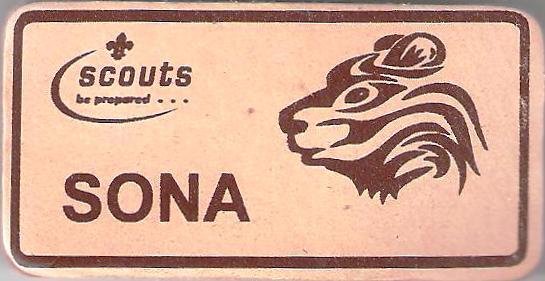 scouts
be prepared . . .
SONA